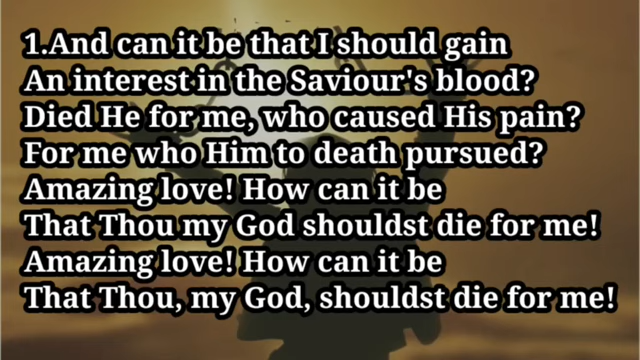 1.And can it be that I should gain
An interest in the Saviour's blood?
Died He for me, who caused His pain?
For me who Him to death pursued?
Amazing love! How can it be
That Thou my God shouldst die for me!
Amazing love! How can it be
That Thou, my God, shouldst die for me!